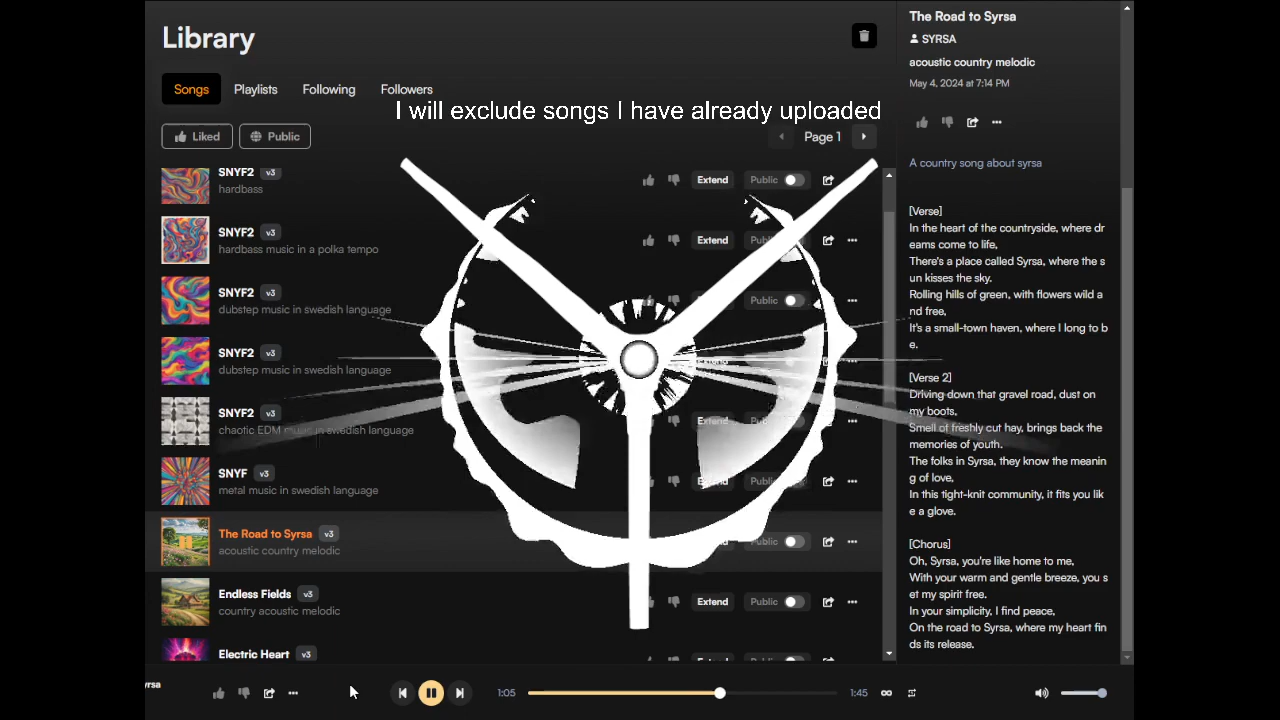 Library
Songs
Playlists
Following
Followers
I will exclude songs I have already uploaded
Liked
Public
Page 1
SNYF2 v3
hardbass
Extend
Public
SNYF2 v3
hardbass music in a polka tempo
Extend
SNYF2 v3
dubstep music in swedish language
Public
SNYF2 v3
dubstep music in swedish language
Extend
SNYF2 v3
chaotic EDM music in swedish language
Extend
Public
SNYF v3
metal music in swedish language
Extend
Public
The Road to Syrsa v3
acoustic country melodic
Public
Endless Fields v3
country acoustic melodic
Extend
Public
Electric Heart v3
The Road to Syrsa
SYRSA
acoustic country melodic
May 4, 2024 at 7:14 PM
A country song about syrsa
[Verse]
In the heart of the countryside, where dr
eams come to life,
There's a place called Syrsa, where the s
un kisses the sky.
Rolling hills of green, with flowers wild a
nd free,
It's a small-town haven, where I long to b
e.
[Verse 2]
Driving down that gravel road, dust on
my boots,
Smell of freshly cut hay, brings back the
memories of youth.
The folks in Syrsa, they know the meanin
g of love.
In this tight-knit community, it fits you lik
e a glove.
[Chorus]
Oh, Syrsa, you're like home to me,
With your warm and gentle breeze, you s
et my spirit free.
In your simplicity, I find peace,
On the road to Syrsa, where my heart fin
ds its release.
yrsa
1:05
1:45